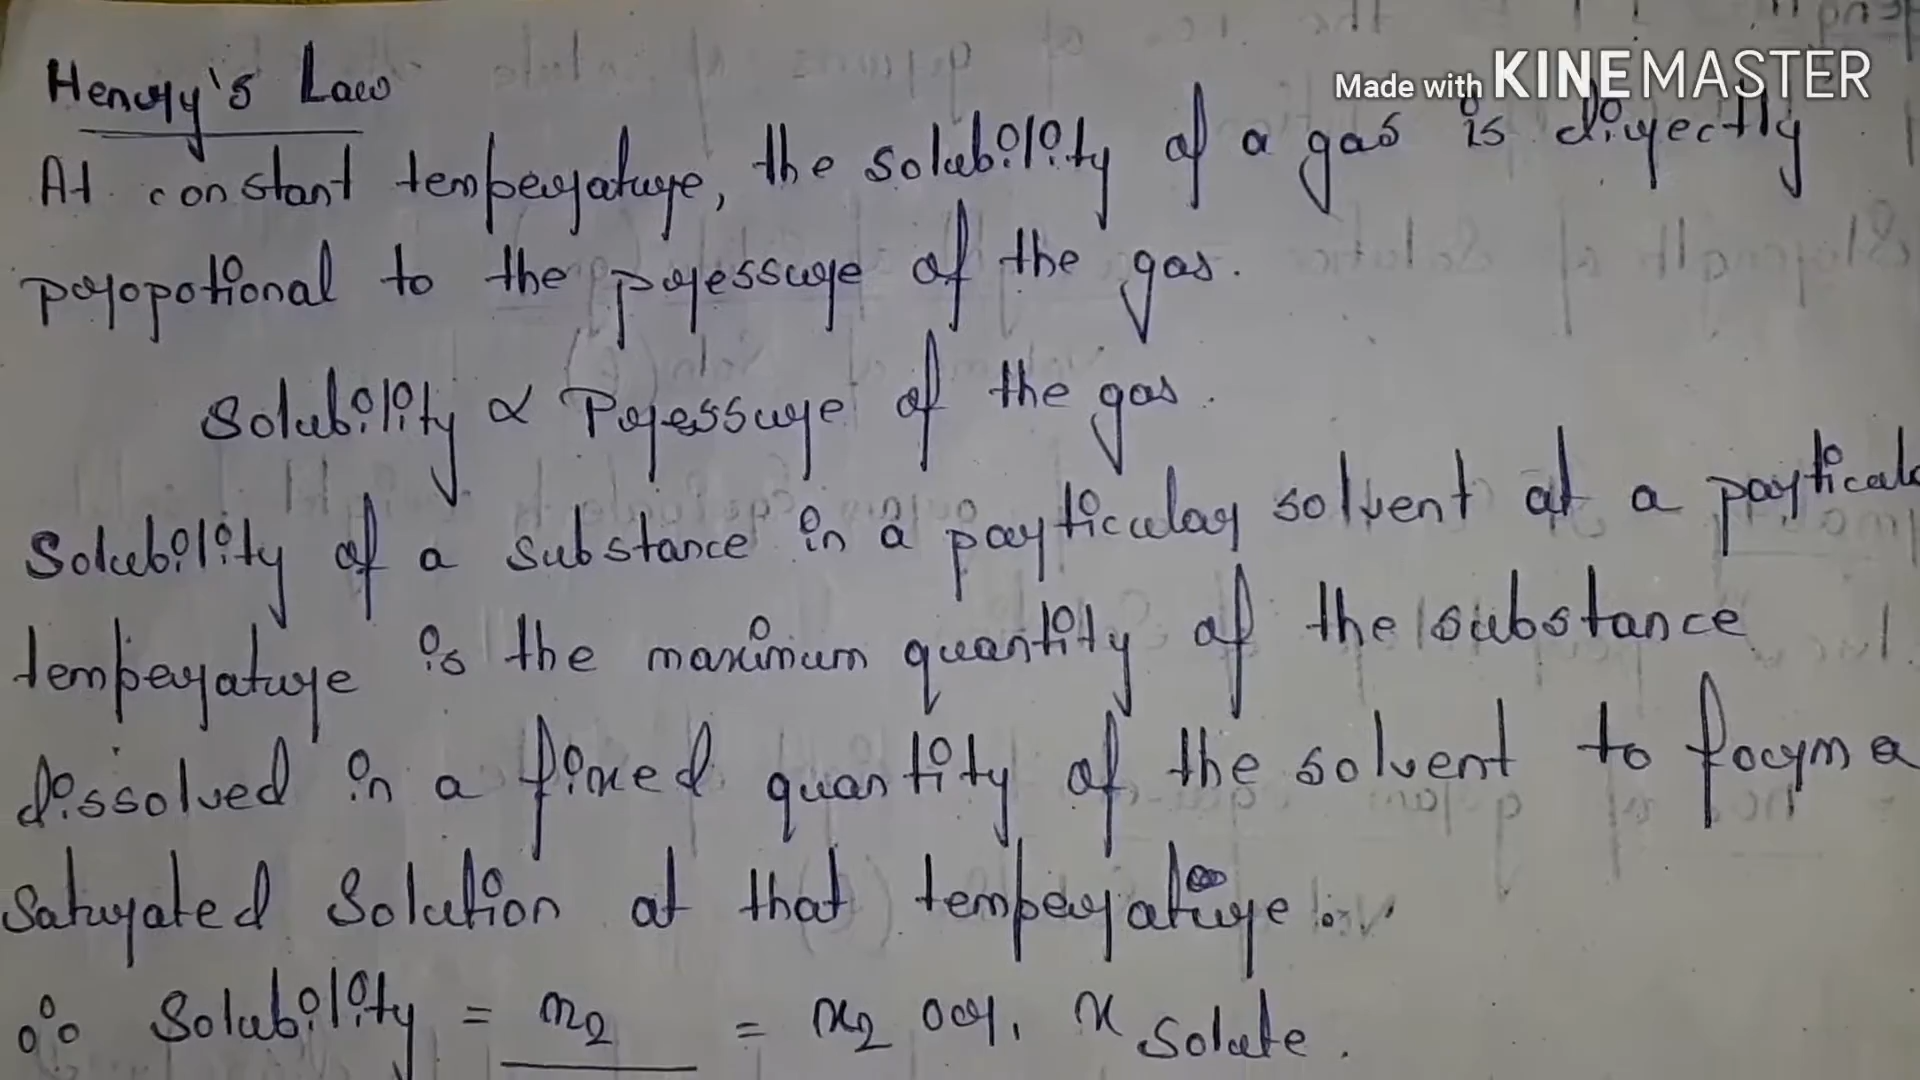 Made with KINEMASTER
Henry's Law
At constant temperature, the solubility of a gas is directly
propotional to the pressure of the gas.
Solubility ∝ Pressure of the gas.
Solubility of a substance in a particular solvent at a particul
temperature is the maximum quantity of the substance
dissolved in a fixed quantity of the solvent to form a
saturated solution at that temperature.
∴ Solubility = n2 = x2 or, x solute.